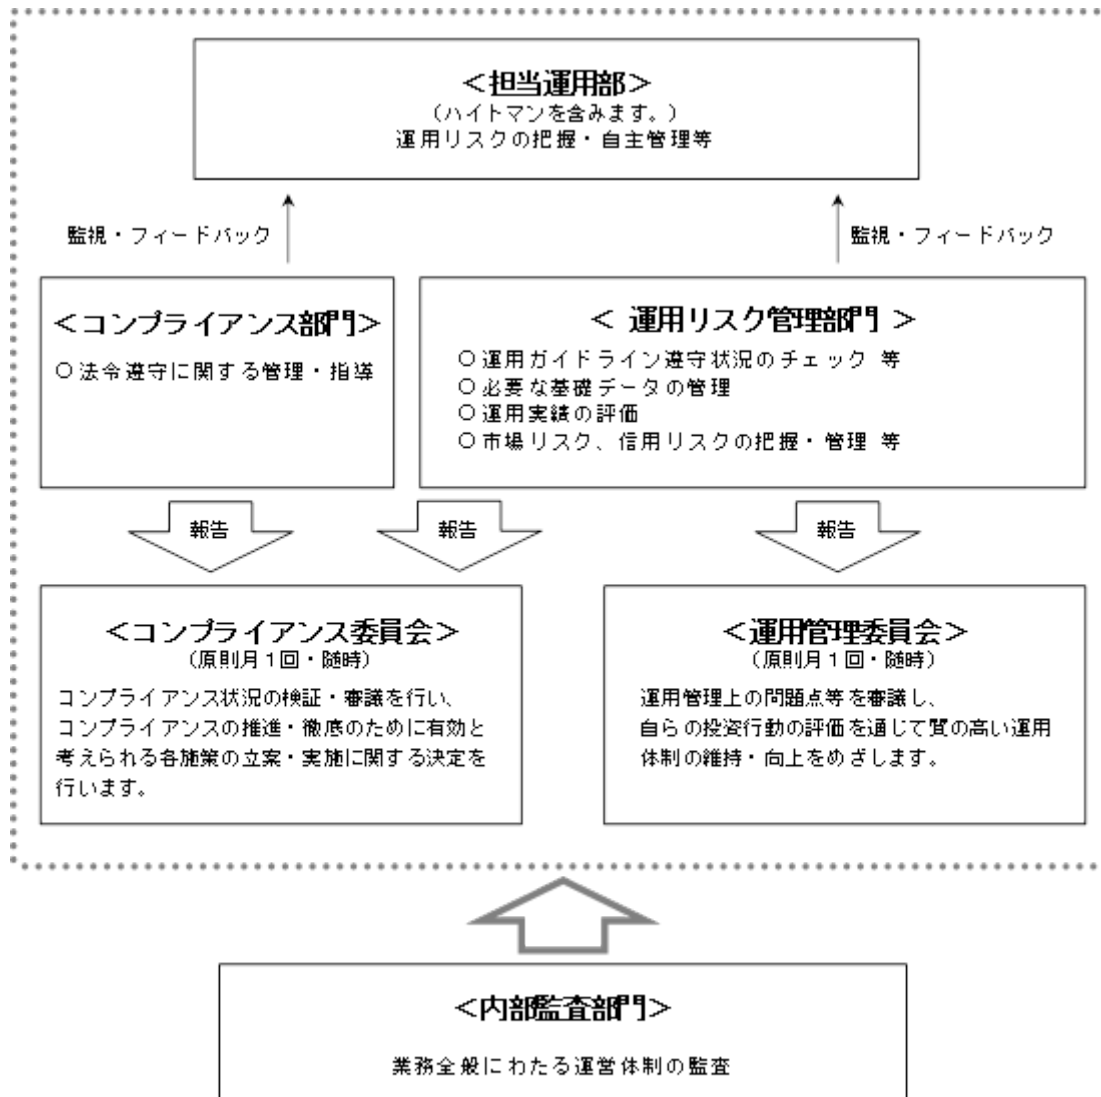 ＜担当運用部＞
（ハイトマンを含みます。）
運用リスクの把握・自主管理等
監視・フィードバック
監視・フィードバック
＜コンプライアンス部門＞
○法令遵守に関する管理・指導
＜ 運用リスク管理部門 ＞
○運用ガイドライン遵守状況のチェック 等
○必要な基礎データの管理
○運用実績の評価
○市場リスク、信用リスクの把握・管理 等
報告
報告
報告
＜コンプライアンス委員会＞
（原則月１回・随時）
コンプライアンス状況の検証・審議を行い、
コンプライアンスの推進・徹底のために有効と
考えられる各施策の立案・実施に関する決定を
行います。
＜運用管理委員会＞
（原則月１回・随時）
運用管理上の問題点等を審議し、
自らの投資行動の評価を通じて質の高い運用
体制の維持・向上をめざします。
＜内部監査部門＞
業務全般にわたる運営体制の監査